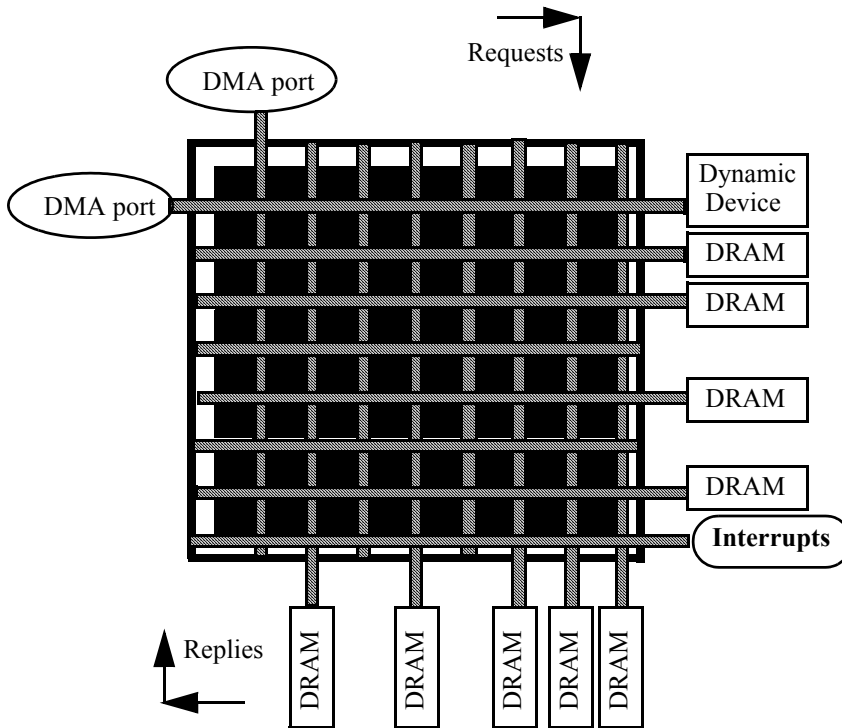 Requests
DMA port
DMA port
Dynamic
Device
DRAM
DRAM
DRAM
DRAM
Interrupts
Replies
DRAM
DRAM
DRAM
DRAM
DRAM